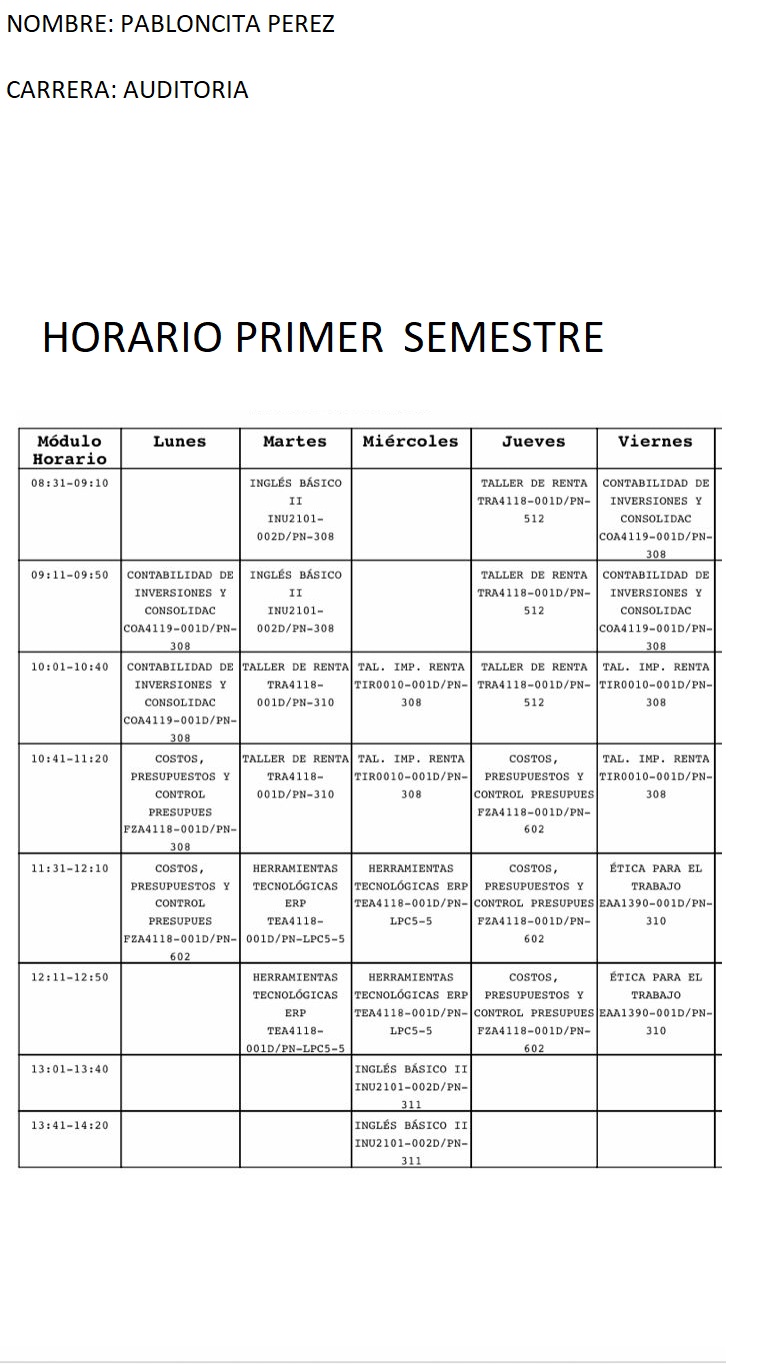 NOMBRE: PABLONCITA PEREZ
CARRERA: AUDITORIA
HORARIO PRIMER SEMESTRE
Módulo Horario Lunes Martes Miércoles Jueves Viernes
08:31-09:10 INGLÉS BÁSICO II INU2101-002D/PN-308 TALLER DE RENTA TRA4118-001D/PN-512 CONTABILIDAD DE INVERSIONES Y CONSOLIDAC COA4119-001D/PN-308
09:11-09:50 CONTABILIDAD DE INVERSIONES Y CONSOLIDAC COA4119-001D/PN-308 INGLÉS BÁSICO II INU2101-002D/PN-308 TALLER DE RENTA TRA4118-001D/PN-512 CONTABILIDAD DE INVERSIONES Y CONSOLIDAC COA4119-001D/PN-308
10:01-10:40 CONTABILIDAD DE INVERSIONES Y CONSOLIDAC COA4119-001D/PN-308 TALLER DE RENTA TRA4118-001D/PN-310 TAL. IMP. RENTA TIR0010-001D/PN-308 TALLER DE RENTA TRA4118-001D/PN-512 TAL. IMP. RENTA TIR0010-001D/PN-308
10:41-11:20 COSTOS, PRESUPUESTOS Y CONTROL PRESUPUES FZA4118-001D/PN-308 TALLER DE RENTA TRA4118-001D/PN-310 TAL. IMP. RENTA TIR0010-001D/PN-308 COSTOS, PRESUPUESTOS Y CONTROL PRESUPUES FZA4118-001D/PN-602 TAL. IMP. RENTA TIR0010-001D/PN-308
11:31-12:10 COSTOS, PRESUPUESTOS Y CONTROL PRESUPUES FZA4118-001D/PN-602 HERRAMIENTAS TECNOLÓGICAS ERP TEA4118-001D/PN-LPC5-5 HERRAMIENTAS TECNOLÓGICAS ERP TEA4118-001D/PN-LPC5-5 COSTOS, PRESUPUESTOS Y CONTROL PRESUPUES FZA4118-001D/PN-602 ÉTICA PARA EL TRABAJO EAA1390-001D/PN-310
12:11-12:50 HERRAMIENTAS TECNOLÓGICAS ERP TEA4118-001D/PN-LPC5-5 HERRAMIENTAS TECNOLÓGICAS ERP TEA4118-001D/PN-LPC5-5 COSTOS, PRESUPUESTOS Y CONTROL PRESUPUES FZA4118-001D/PN-602 ÉTICA PARA EL TRABAJO EAA1390-001D/PN-310
13:01-13:40 INGLÉS BÁSICO II INU2101-002D/PN-311
13:41-14:20 INGLÉS BÁSICO II INU2101-002D/PN-311